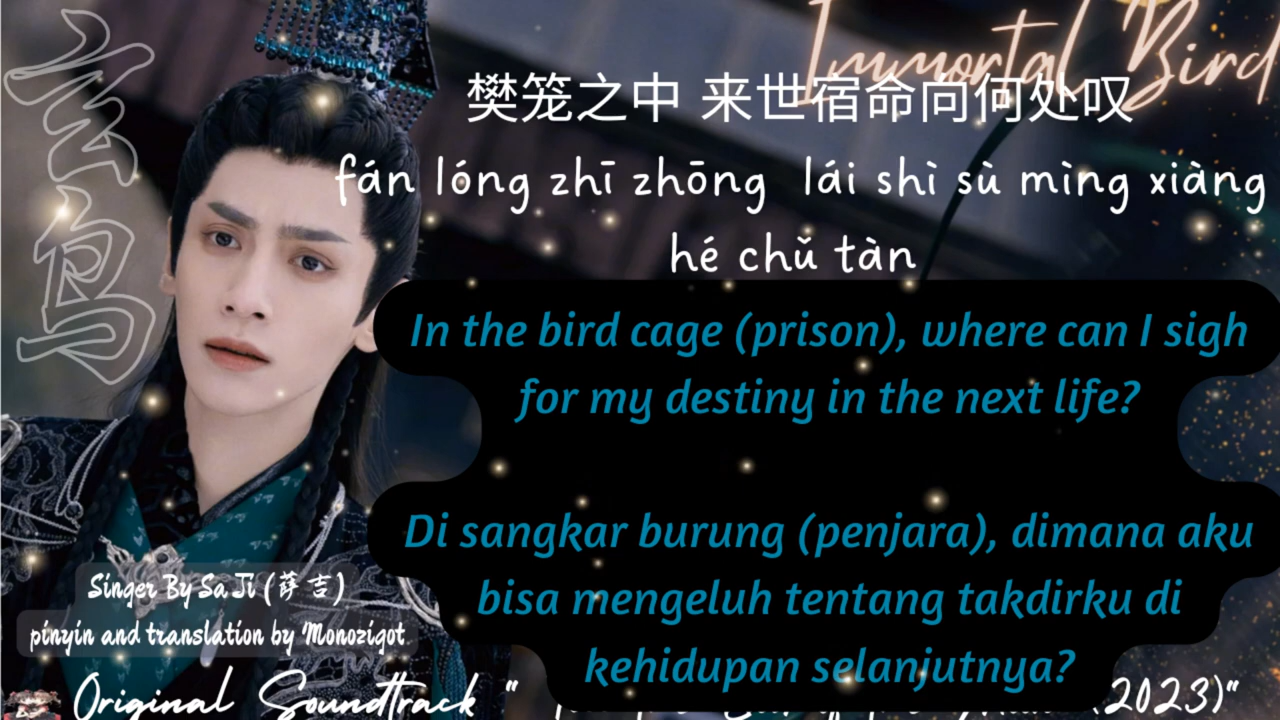 Immortal Bird
玄鸟
樊笼之中 来世宿命向何处叹
fán lóng zhī zhōng lái shì sù mìng xiàng
hé chǔ tàn
In the bird cage (prison), where can I sigh
for my destiny in the next life?
Di sangkar burung (penjara), dimana aku
bisa mengeluh tentang takdirku di
kehidupan selanjutnya?
Singer By Sa Ji (萨吉)
pinyin and translation by Monozigot
Original Soundtrack " (2023)"